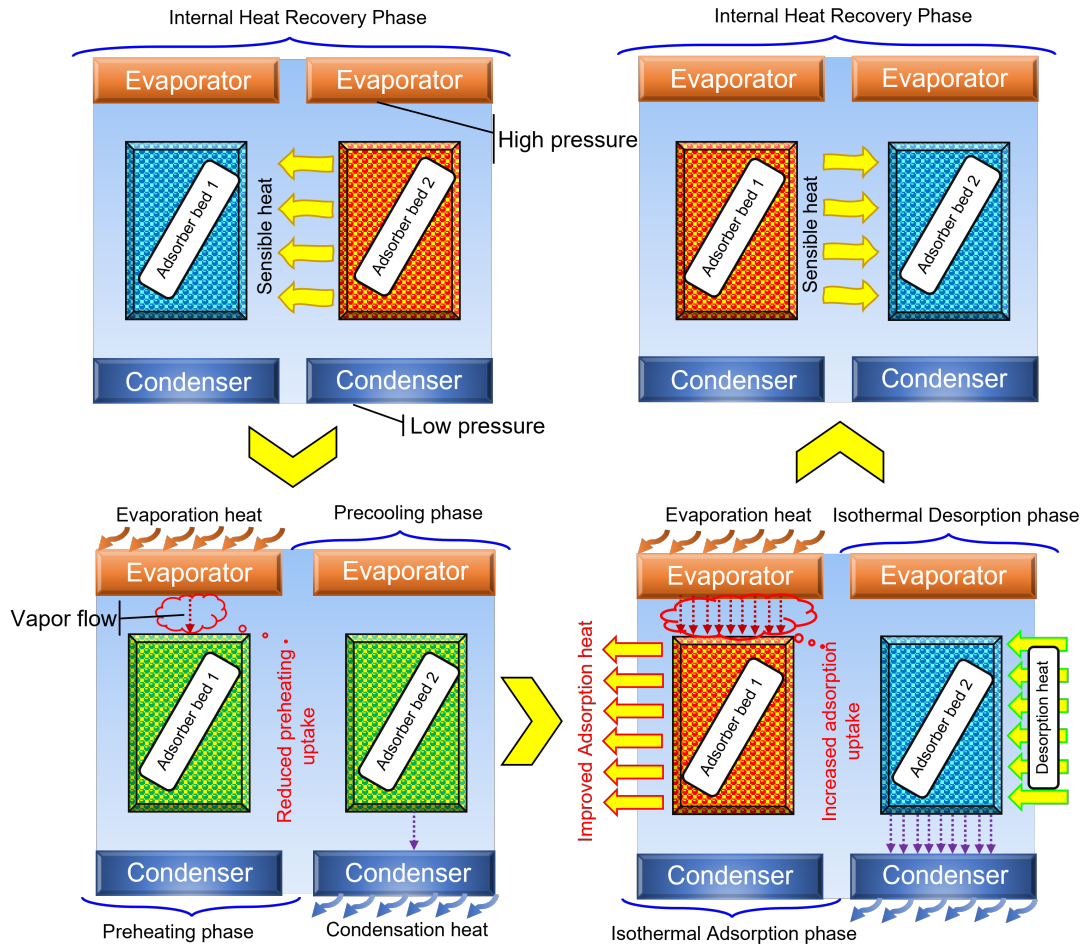 Internal Heat Recovery Phase
Evaporator
Evaporator
High pressure
Adsorber bed 1
Sensible heat
Adsorber bed 2
Condenser
Condenser
Low pressure
Internal Heat Recovery Phase
Evaporator
Evaporator
Adsorber bed 1
Sensible heat
Adsorber bed 2
Condenser
Condenser
Evaporation heat
Precooling phase
Evaporator
Evaporator
Vapor flow
Adsorber bed 1
Reduced preheating
uptake
Adsorber bed 2
Condenser
Condenser
Preheating phase
Condensation heat
Evaporation heat
Isothermal Desorption phase
Evaporator
Evaporator
Improved Adsorption heat
Adsorber bed 1
Increased adsorption
uptake
Adsorber bed 2
Desorption heat
Condenser
Condenser
Isothermal Adsorption phase